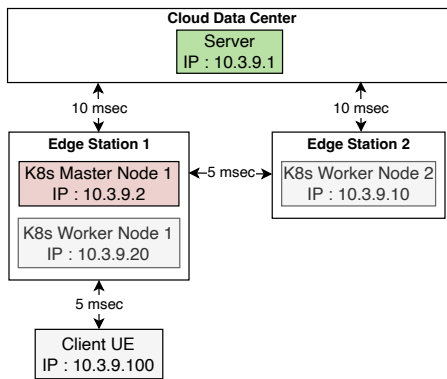 Cloud Data Center
Server
IP : 10.3.9.1
10 msec
10 msec
Edge Station 1
K8s Master Node 1
IP : 10.3.9.2
K8s Worker Node 1
IP : 10.3.9.20
5 msec
Edge Station 2
K8s Worker Node 2
IP : 10.3.9.10
5 msec
Client UE
IP : 10.3.9.100